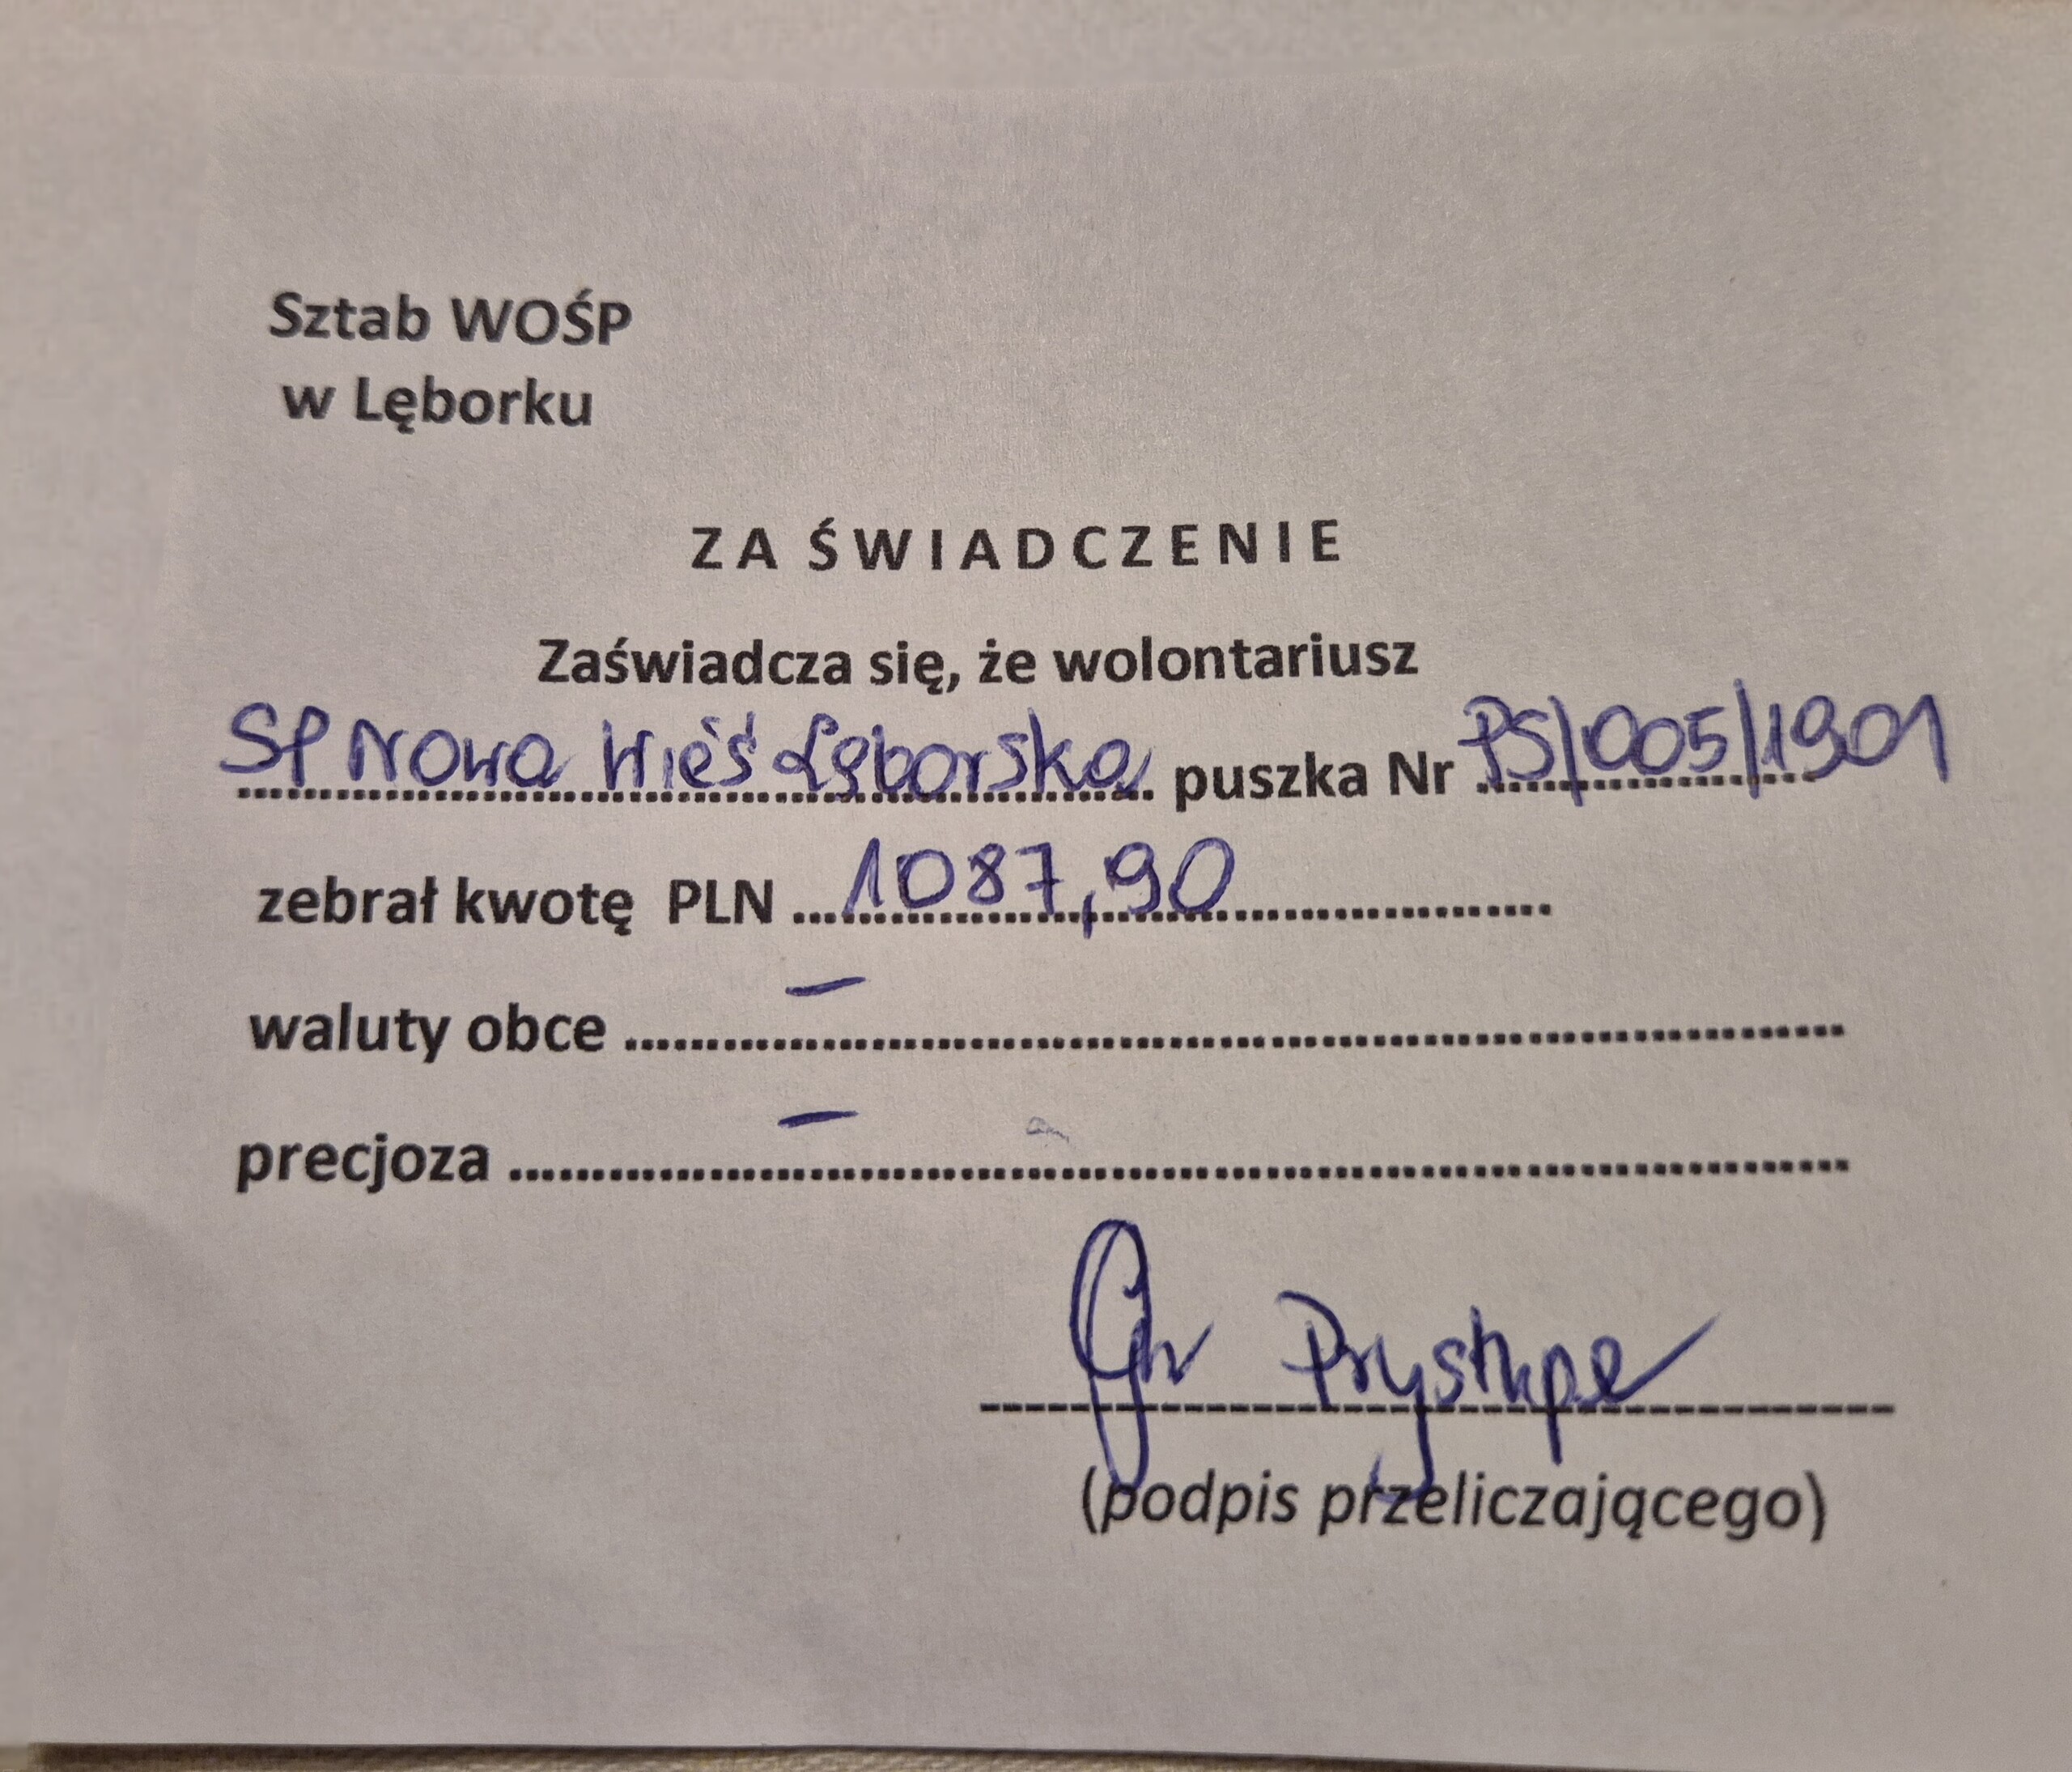 Sztab WOŚP
w Lęborku
ZA ŚWIADCZENIE
Zaświadcza się, że wolontariusz
SP Nowa Wieś Lęborska puszka Nr PS/005/1901
zebrał kwotę PLN 1087,90
waluty obce –
precjoza –
(podpis przeliczającego)